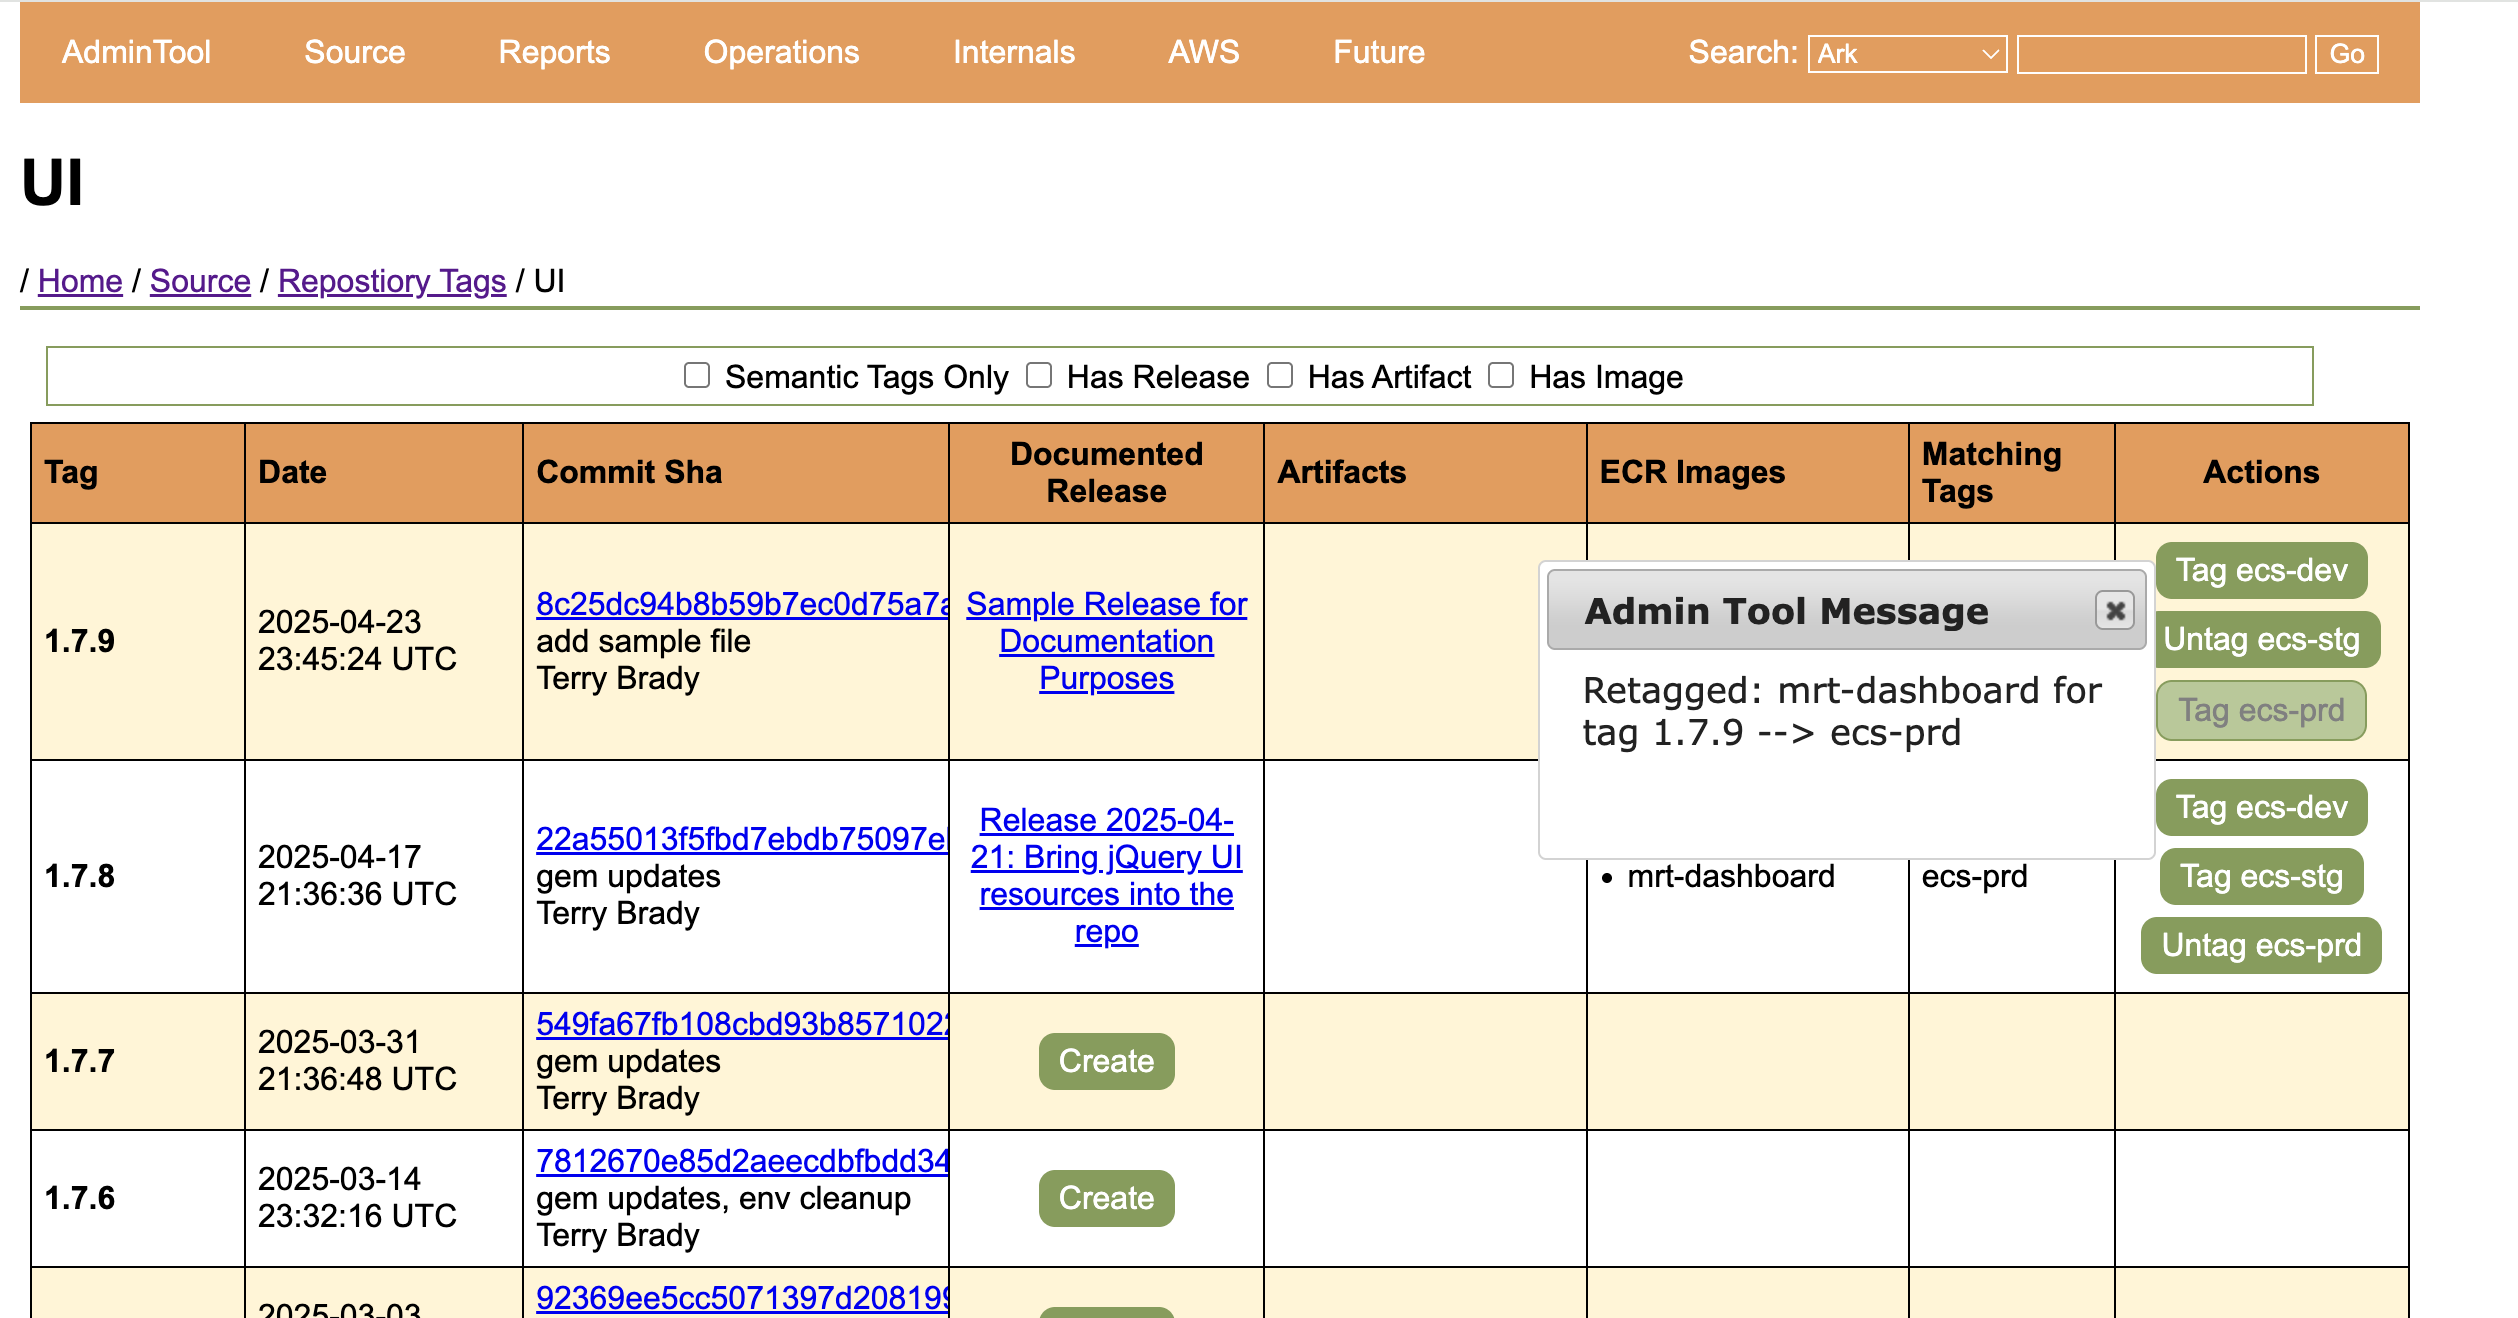 AdminTool Source Reports Operations Internals AWS Future Search: Ark Go
UI
/ Home / Source / Repostiory Tags / UI
Semantic Tags Only Has Release Has Artifact Has Image
Tag Date Commit Sha Documented Release Artifacts ECR Images Matching Tags Actions
1.7.9
2025-04-23
23:45:24 UTC
8c25dc94b8b59b7ec0d75a7a
add sample file
Terry Brady
Sample Release for
Documentation
Purposes
Tag ecs-dev
Untag ecs-stg
Tag ecs-prd
Admin Tool Message
Retagged: mrt-dashboard for
tag 1.7.9 --> ecs-prd
1.7.8
2025-04-17
21:36:36 UTC
22a55013f5fbd7ebdb75097e
gem updates
Terry Brady
Release 2025-04-
21: Bring jQuery UI
resources into the
repo
• mrt-dashboard
ecs-prd
Tag ecs-dev
Tag ecs-stg
Untag ecs-prd
1.7.7
2025-03-31
21:36:48 UTC
549fa67fb108cbd93b8571022
gem updates
Terry Brady
Create
1.7.6
2025-03-14
23:32:16 UTC
7812670e85d2aeecdbfbdd34
gem updates, env cleanup
Terry Brady
Create
2025-03-03
92369ee5cc5071397d208199